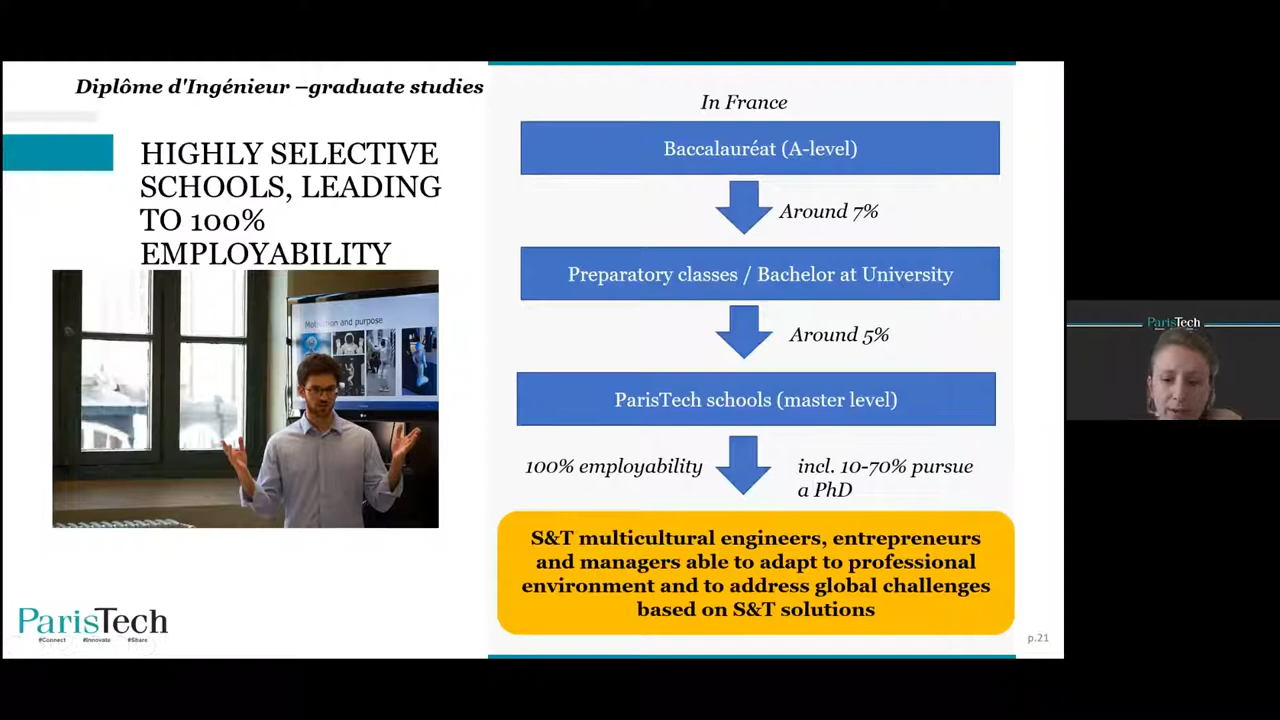 Diplôme d'Ingénieur –graduate studies
HIGHLY SELECTIVE
SCHOOLS, LEADING
TO 100%
EMPLOYABILITY
Motivation and purpose
ParisTech
#Connect #Innovate #Share
In France
Baccalauréat (A-level)
Around 7%
Preparatory classes / Bachelor at University
Around 5%
ParisTech schools (master level)
100% employability
incl. 10-70% pursue
a PhD
S&T multicultural engineers, entrepreneurs
and managers able to adapt to professional
environment and to address global challenges
based on S&T solutions
p.21
ParisTech